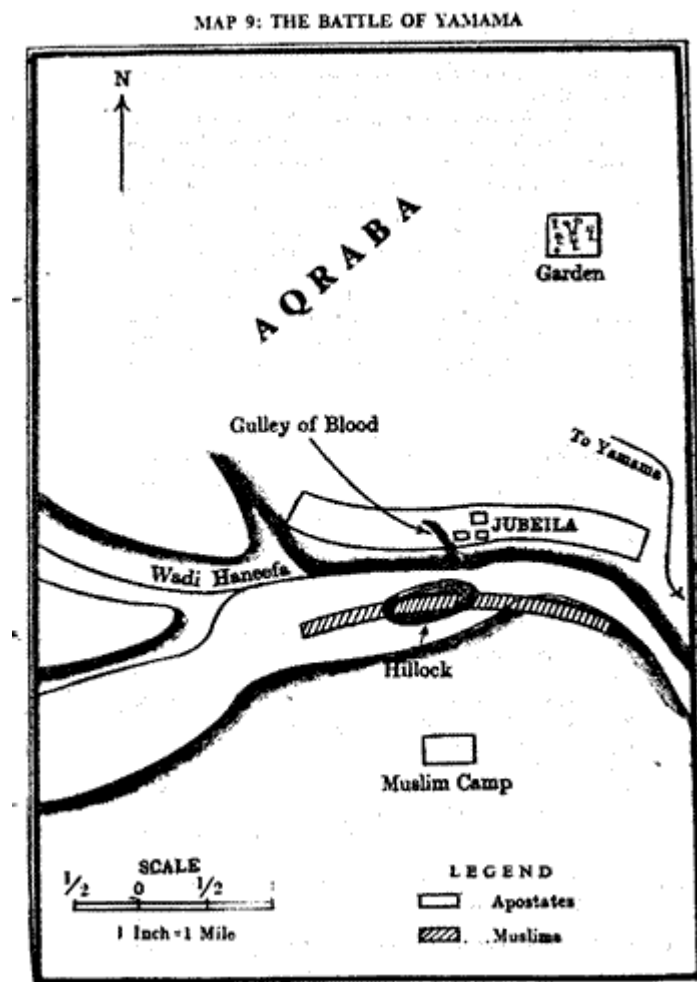 MAP 9: THE BATTLE OF YAMAMA
N
AQRABA
Garden
Gulley of Blood
To Yamama
JUBEILA
Wadi Haneefa
Hillock
Muslim Camp
SCALE
1/2 0 1/2
1 Inch=1 Mile
LEGEND
Apostates
Muslims